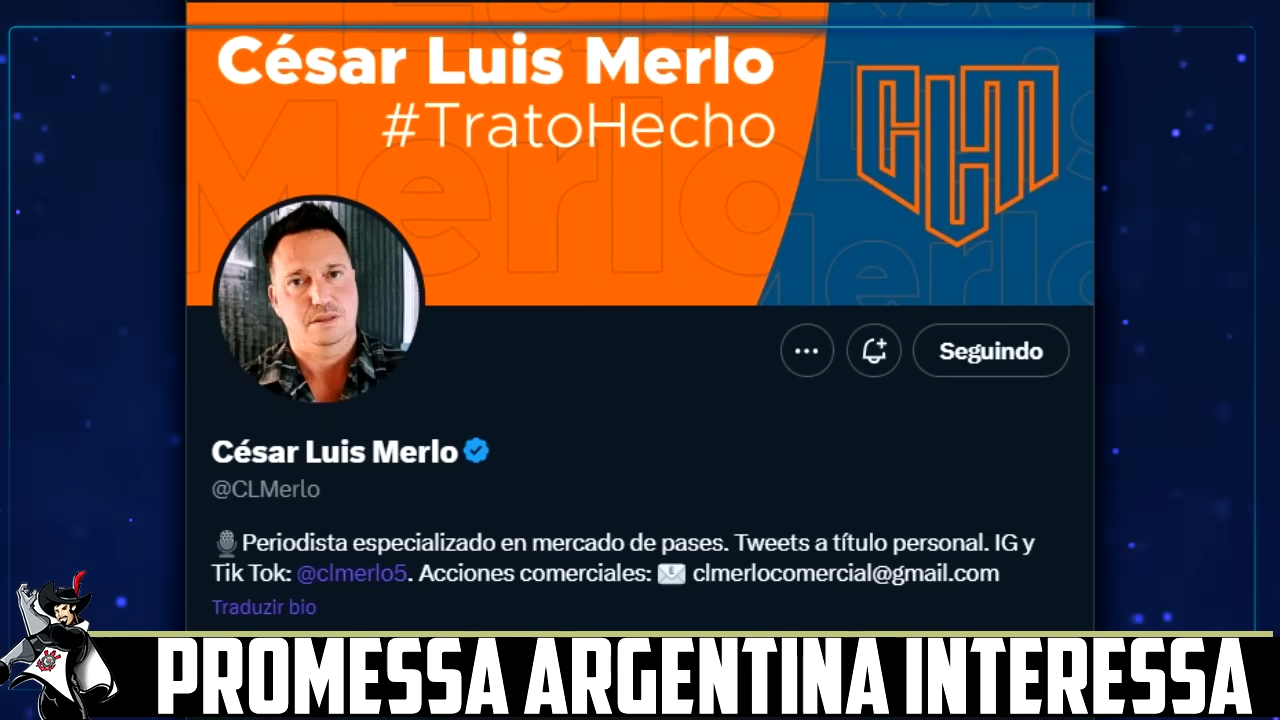 César Luis Merlo
#TratoHecho
CLM
Seguindo
César Luis Merlo
@CLMerlo
Periodista especializado en mercado de pases. Tweets a título personal. IG y
Tik Tok: @clmerlo5. Acciones comerciales: clmerlocomercial@gmail.com
Traduzir bio
PROMESSA ARGENTINA INTERESSA